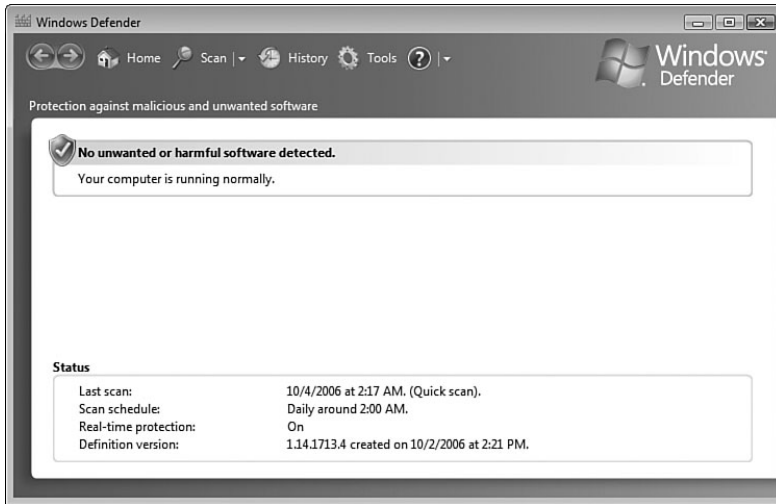 Windows Defender
Home Scan History Tools ?
Windows
Defender
Protection against malicious and unwanted software
No unwanted or harmful software detected.
Your computer is running normally.
Status
Last scan: 10/4/2006 at 2:17 AM. (Quick scan).
Scan schedule: Daily around 2:00 AM.
Real-time protection: On
Definition version: 1.14.1713.4 created on 10/2/2006 at 2:21 PM.